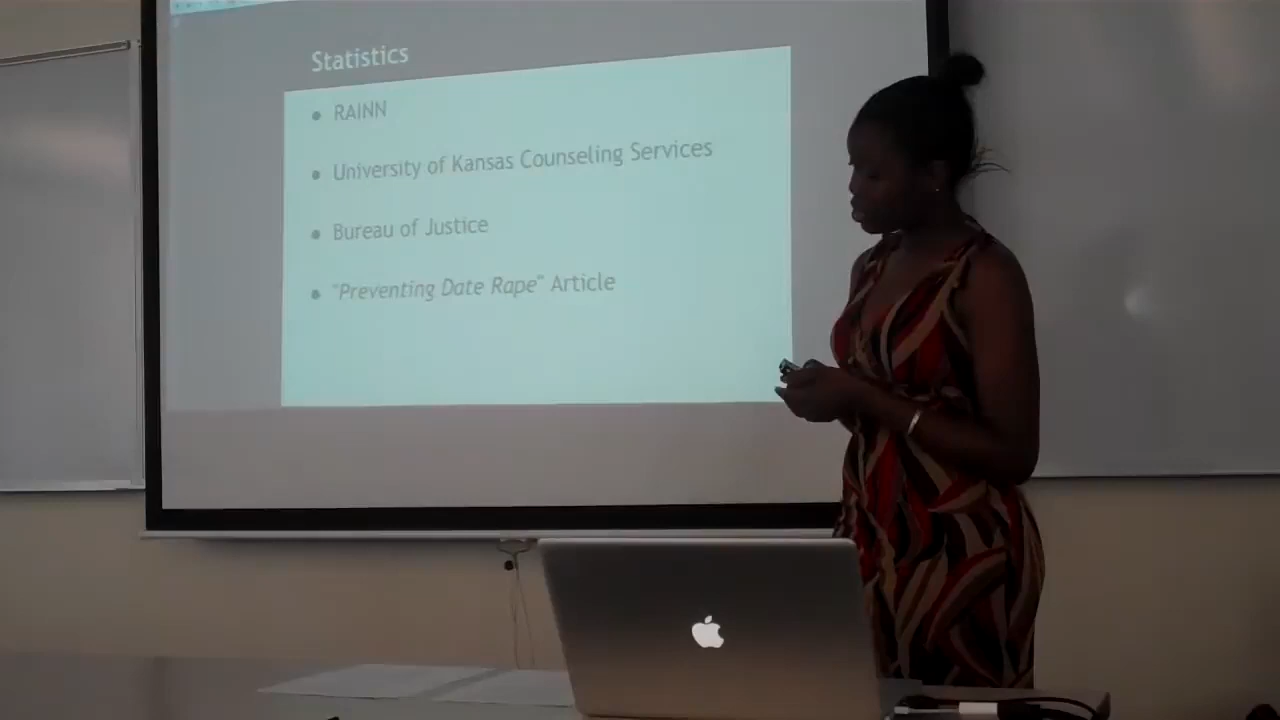 Statistics
● RAINN
● University of Kansas Counseling Services
● Bureau of Justice
● "Preventing Date Rape" Article